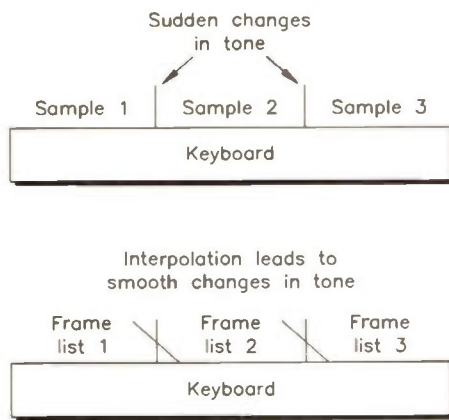 Sudden changes
in tone
Sample 1 Sample 2 Sample 3
Keyboard
Interpolation leads to
smooth changes in tone
Frame Frame Frame
list 1 list 2 list 3
Keyboard